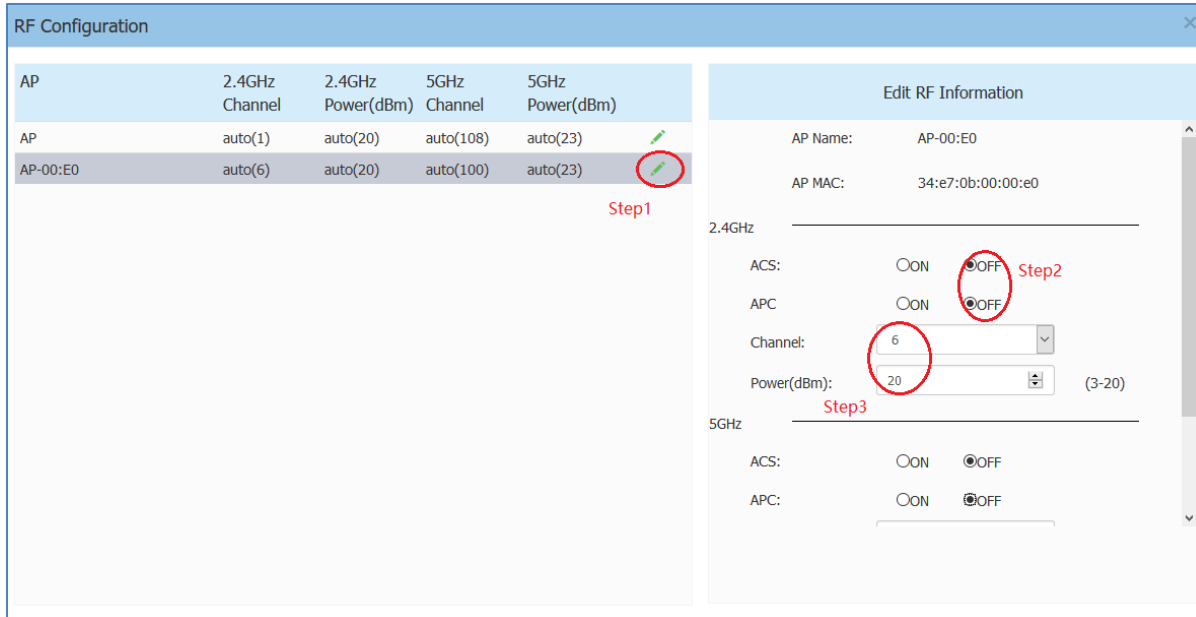 RF Configuration
AP 2.4GHz Channel 2.4GHz Power(dBm) 5GHz Channel 5GHz Power(dBm)
AP auto(1) auto(20) auto(108) auto(23)
AP-00:E0 auto(6) auto(20) auto(100) auto(23)
Step1
Edit RF Information
AP Name: AP-00:E0
AP MAC: 34:e7:0b:00:00:e0
2.4GHz
ACS: ON OFF Step2
APC ON OFF
Channel: 6
Power(dBm): 20 (3-20)
Step3
5GHz
ACS: ON OFF
APC: ON OFF